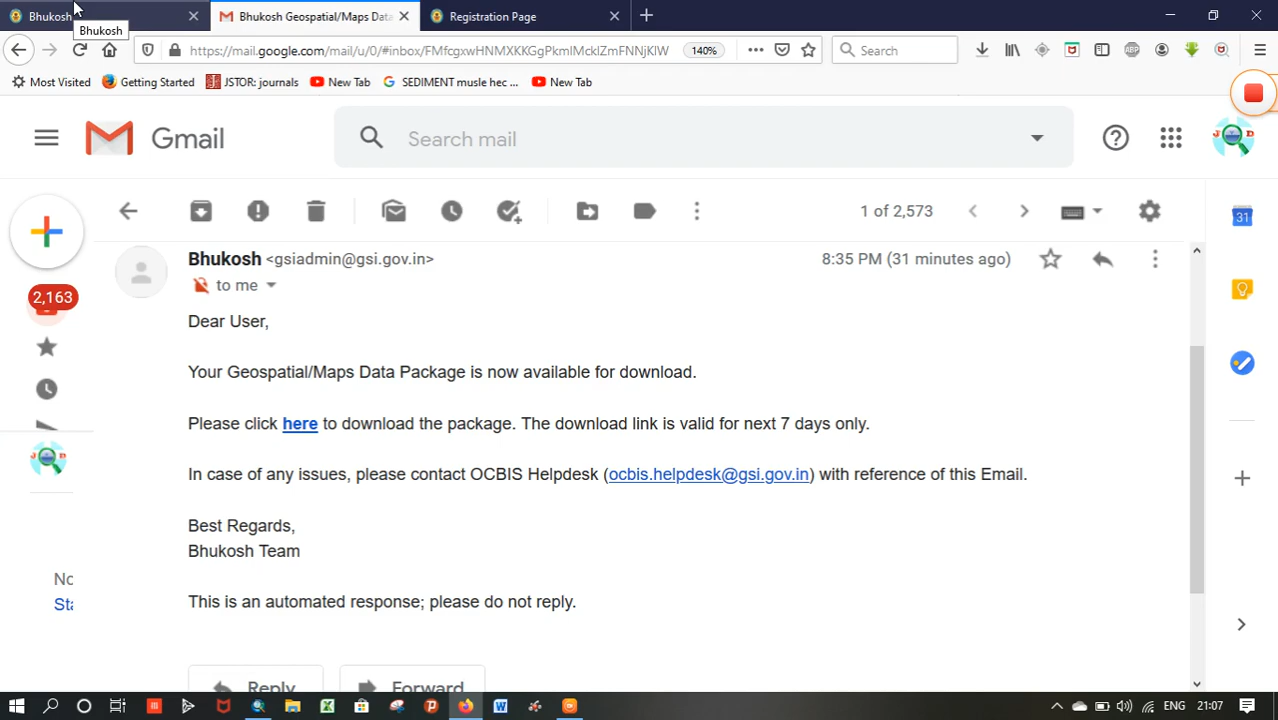 Bhukosh
Bhukosh Geospatial/Maps Data
Registration Page
Bhukosh
https://mail.google.com/mail/u/0/#inbox/FMfcgxwHNMXKKGgPkmlMcklZmFNNjKlW
140%
Search
Most Visited
Getting Started
JSTOR: journals
New Tab
SEDIMENT musle hec ...
New Tab
Gmail
Search mail
J D
1 of 2,573
31
Bhukosh <gsiadmin@gsi.gov.in>
8:35 PM (31 minutes ago)
to me
2,163
Dear User,
Your Geospatial/Maps Data Package is now available for download.
Please click here to download the package. The download link is valid for next 7 days only.
In case of any issues, please contact OCBIS Helpdesk (ocbis.helpdesk@gsi.gov.in) with reference of this Email.
Best Regards,
Bhukosh Team
This is an automated response; please do not reply.
No
Sta
Reply
Forward
ENG
21:07